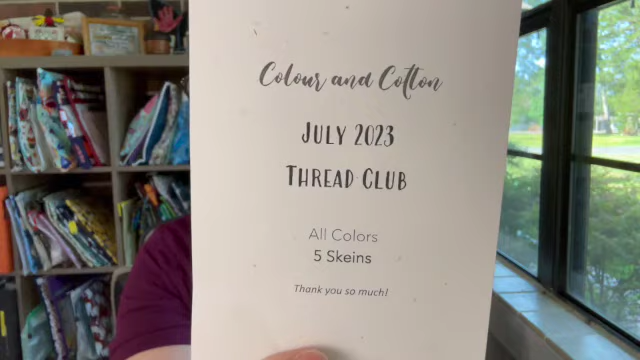 Colour and Cotton
July 2023
Thread Club
All Colors
5 Skeins
Thank you so much!